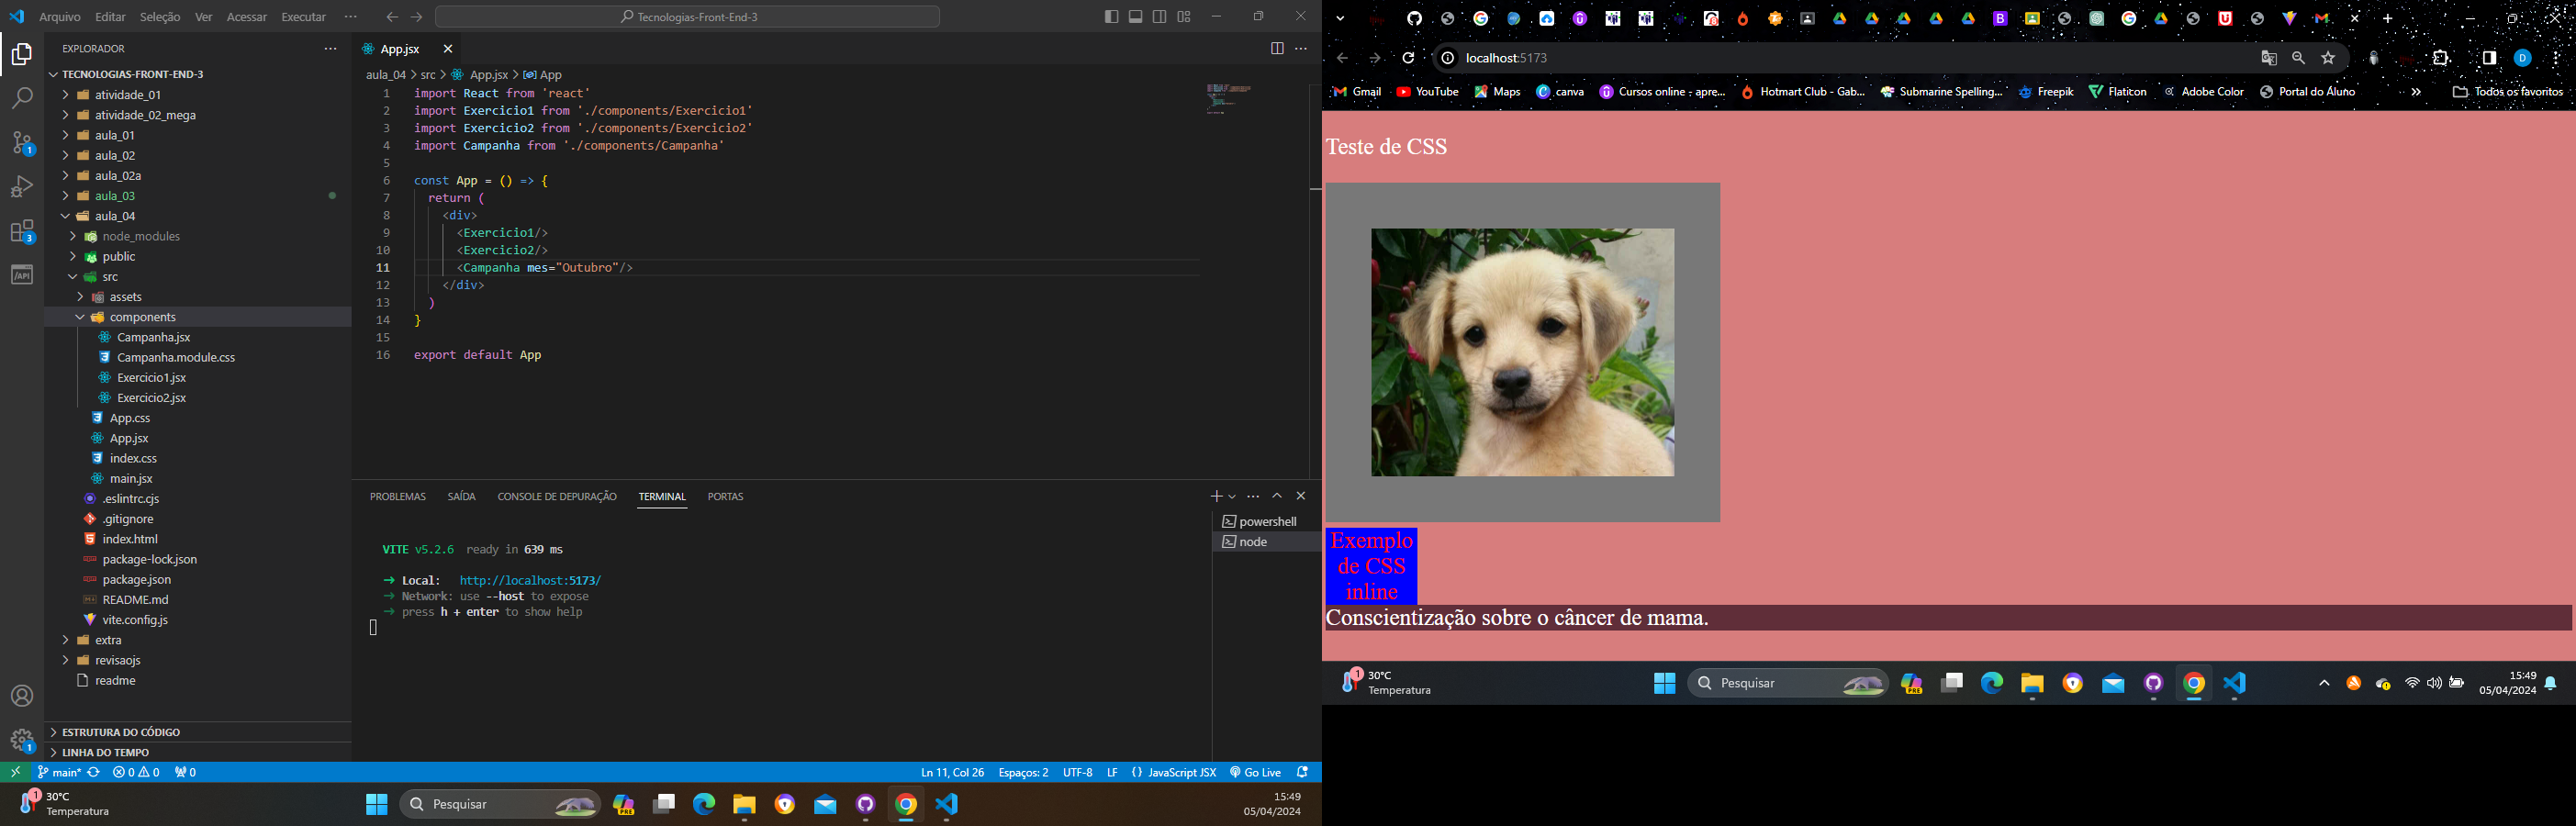 Arquivo Editar Seleção Ver Acessar Executar ··· Tecnologias-Front-End-3
EXPLORADOR ···
TECNOLOGIAS-FRONT-END-3
atividade_01
atividade_02_mega
aula_01
aula_02
aula_02a
aula_03
aula_04
node_modules
public
src
assets
components
Campanha.jsx
Campanha.module.css
Exercicio1.jsx
Exercicio2.jsx
App.css
App.jsx
index.css
main.jsx
.eslintrc.cjs
.gitignore
index.html
package-lock.json
package.json
README.md
vite.config.js
extra
revisaojs
readme
ESTRUTURA DO CÓDIGO
LINHA DO TEMPO
1
3
/API
1
App.jsx
aula_04 > src > App.jsx > App
1 import React from 'react'
2 import Exercicio1 from './components/Exercicio1'
3 import Exercicio2 from './components/Exercicio2'
4 import Campanha from './components/Campanha'
5
6 const App = () => {
7 return (
8 <div>
9 <Exercicio1/>
10 <Exercicio2/>
11 <Campanha mes="Outubro"/>
12 </div>
13 )
14 }
15
16 export default App
PROBLEMAS SAÍDA CONSOLE DE DEPURAÇÃO TERMINAL PORTAS
powershell
node
VITE v5.2.6 ready in 639 ms
➜ Local: http://localhost:5173/
➜ Network: use --host to expose
➜ press h + enter to show help
main* 0 0 0 Ln 11, Col 26 Espaços: 2 UTF-8 LF {} JavaScript JSX Go Live
1 30°C
Temperatura
Pesquisar
PRE
15:49
05/04/2024
localhost:5173
D
Gmail YouTube Maps canva Cursos online - apre... Hotmart Club - Gab... Submarine Spelling... Freepik Flaticon Adobe Color Portal do Aluno » Todos os favoritos
Teste de CSS
Exemplo
de CSS
inline
Conscientização sobre o câncer de mama.
1 30°C
Temperatura
Pesquisar
PRE
15:49
05/04/2024